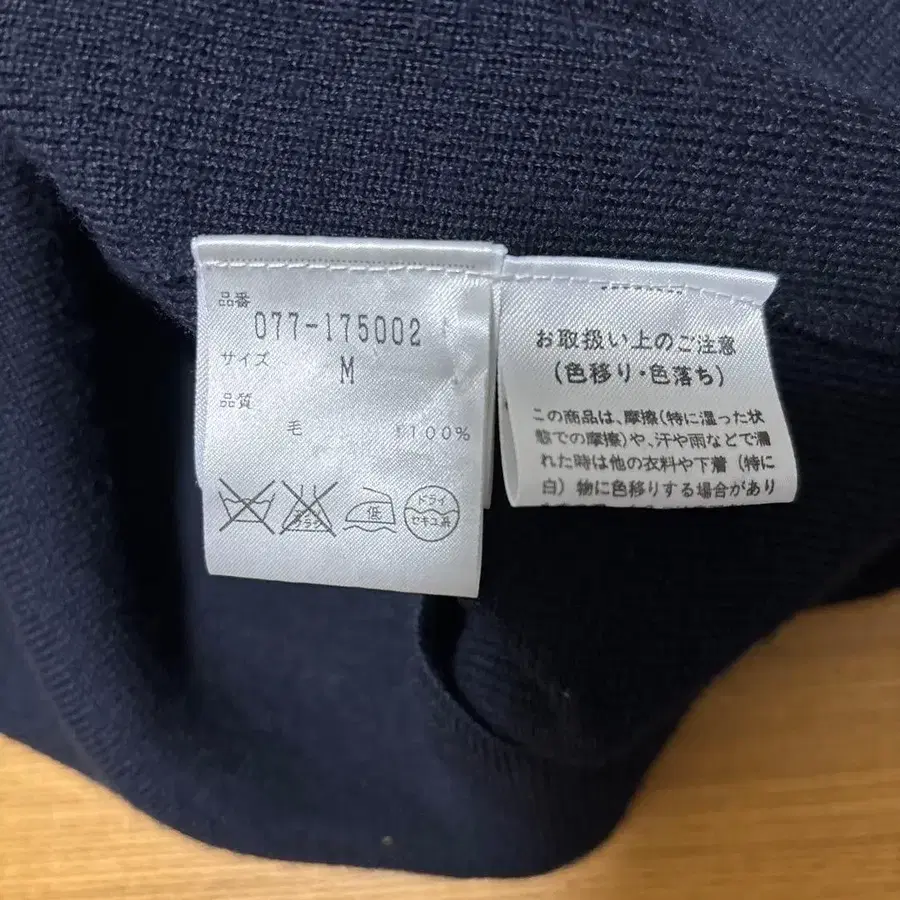 品番
077-175002
サイズ
M
品質
毛 100%
低
ドライ
セキユ系
お取扱い上のご注意
(色移り・色落ち)
この商品は、摩擦(特に湿った状
態での摩擦)や、汗や雨などで濡
れた時は他の衣料や下着(特に
白)物に色移りする場合があり